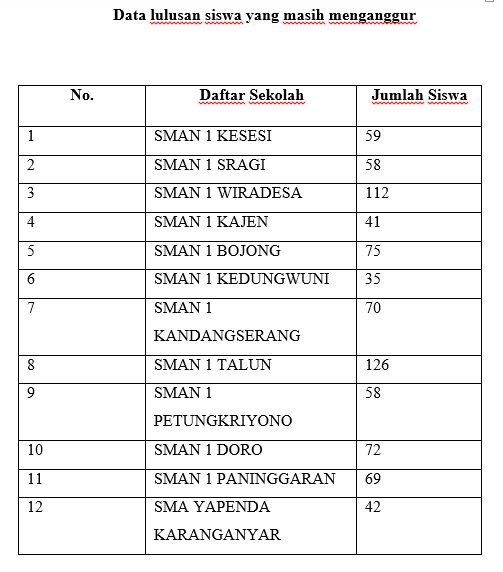 Data lulusan siswa yang masih menganggur
No. Daftar Sekolah Jumlah Siswa
1 SMAN 1 KESESI 59
2 SMAN 1 SRAGI 58
3 SMAN 1 WIRADESA 112
4 SMAN 1 KAJEN 41
5 SMAN 1 BOJONG 75
6 SMAN 1 KEDUNGWUNI 35
7 SMAN 1 70
KANDANGSERANG
8 SMAN 1 TALUN 126
9 SMAN 1 58
PETUNGKRIYONO
10 SMAN 1 DORO 72
11 SMAN 1 PANINGGARAN 69
12 SMA YAPENDA 42
KARANGANYAR